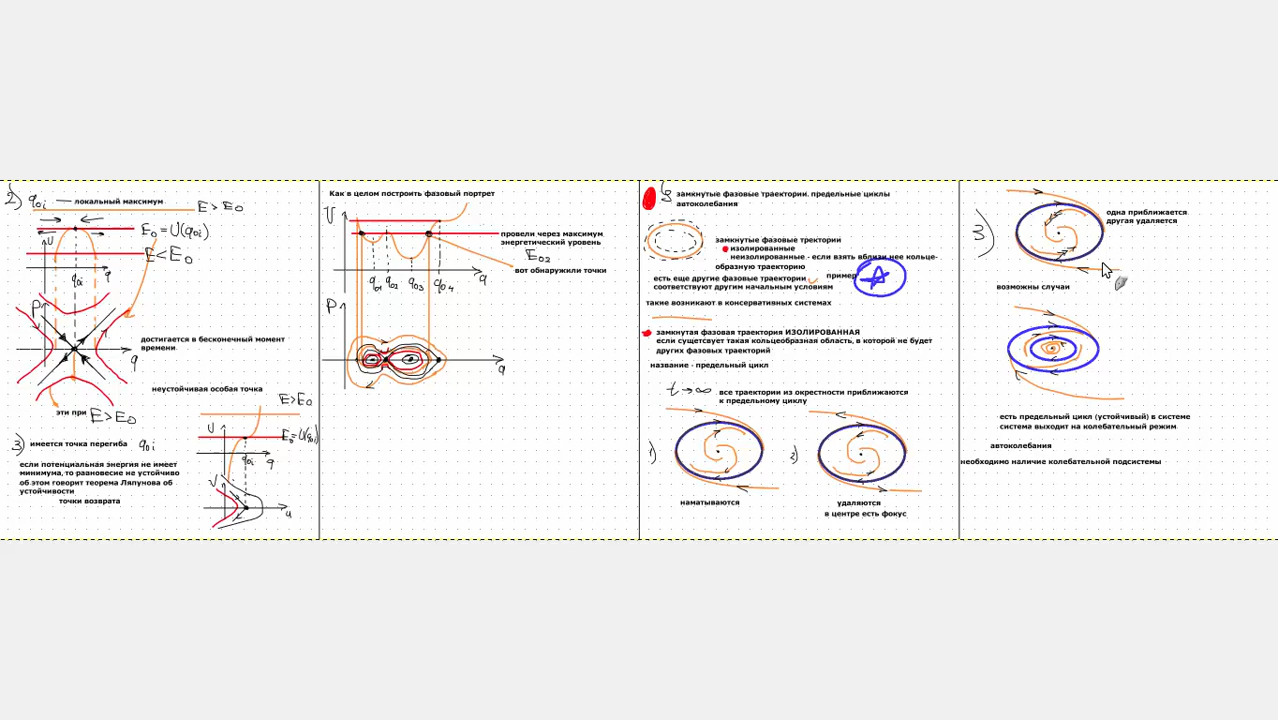 2) q₀ᵢ — локальный максимум
E > E₀
E₀ = U(q₀ᵢ)
E < E₀
U
q₀ᵢ
q
P
q
достигается в бесконечный момент
времени
неустойчивая особая точка
эти при E > E₀
E > E₀
3) имеется точка перегиба q₀ᵢ
U
q₀ᵢ
q
если потенциальная энергия не имеет
минимума, то равновесие не устойчиво
об этом говорит теорема Ляпунова об
устойчивости
точки возврата
Как в целом построить фазовый портрет
U
провели через максимум
энергетический уровень
E₀₂
вот обнаружили точки
q₀₁ q₀₂ q₀₃ q₀₄
q
P
q
замкнутые фазовые траектории. предельные циклы
автоколебания
замкнутые фазовые тректории
изолированные
неизолированные - если взять вблизи нее кольце-
образную траекторию
есть еще другие фазовые траектории
пример
соответствуют другим начальным условиям
такие возникают в консервативных системах
замкнутая фазовая траектория ИЗОЛИРОВАННАЯ
если сущетсвует такая кольцеобразная область, в которой не будет
других фазовых траекторий
название - предельный цикл
t → ∞
все траектории из окрестности приближаются
к предельному циклу
1)
2)
наматываются
удаляются
в центре есть фокус
3)
одна приближается
другая удаляется
возможны случаи
есть предельный цикл (устойчивый) в системе
система выходит на колебательный режим
автоколебания
необходимо наличие колебательной подсистемы